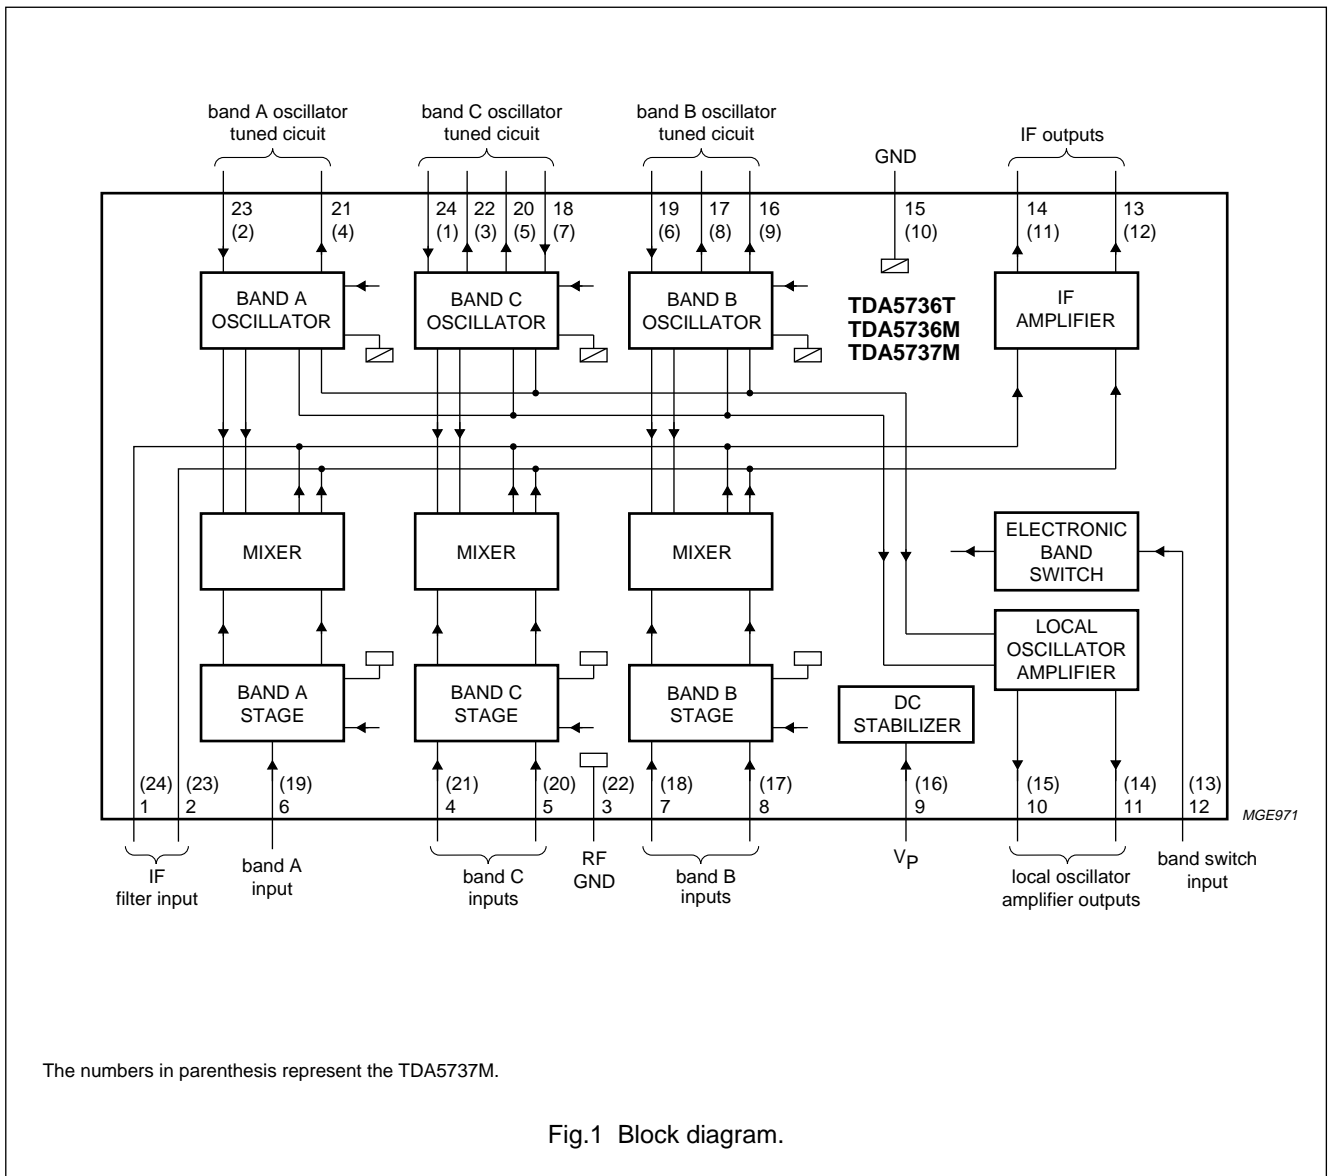 band A oscillator
tuned cicuit
band C oscillator
tuned cicuit
band B oscillator
tuned cicuit
GND
IF outputs
23
(2)
21
(4)
24
(1)
22
(3)
20
(5)
18
(7)
19
(6)
17
(8)
16
(9)
15
(10)
14
(11)
13
(12)
BAND A
OSCILLATOR
BAND C
OSCILLATOR
BAND B
OSCILLATOR
TDA5736T
TDA5736M
TDA5737M
IF
AMPLIFIER
MIXER
MIXER
MIXER
ELECTRONIC
BAND
SWITCH
LOCAL
OSCILLATOR
AMPLIFIER
BAND A
STAGE
BAND C
STAGE
BAND B
STAGE
DC
STABILIZER
(24)
1
(23)
2
(19)
6
(21)
4
(20)
5
(22)
3
(18)
7
(17)
8
(16)
9
(15)
10
(14)
11
(13)
12
MGE971
IF
filter input
band A
input
band C
inputs
RF
GND
band B
inputs
VP
local oscillator
amplifier outputs
band switch
input
The numbers in parenthesis represent the TDA5737M.
Fig.1 Block diagram.